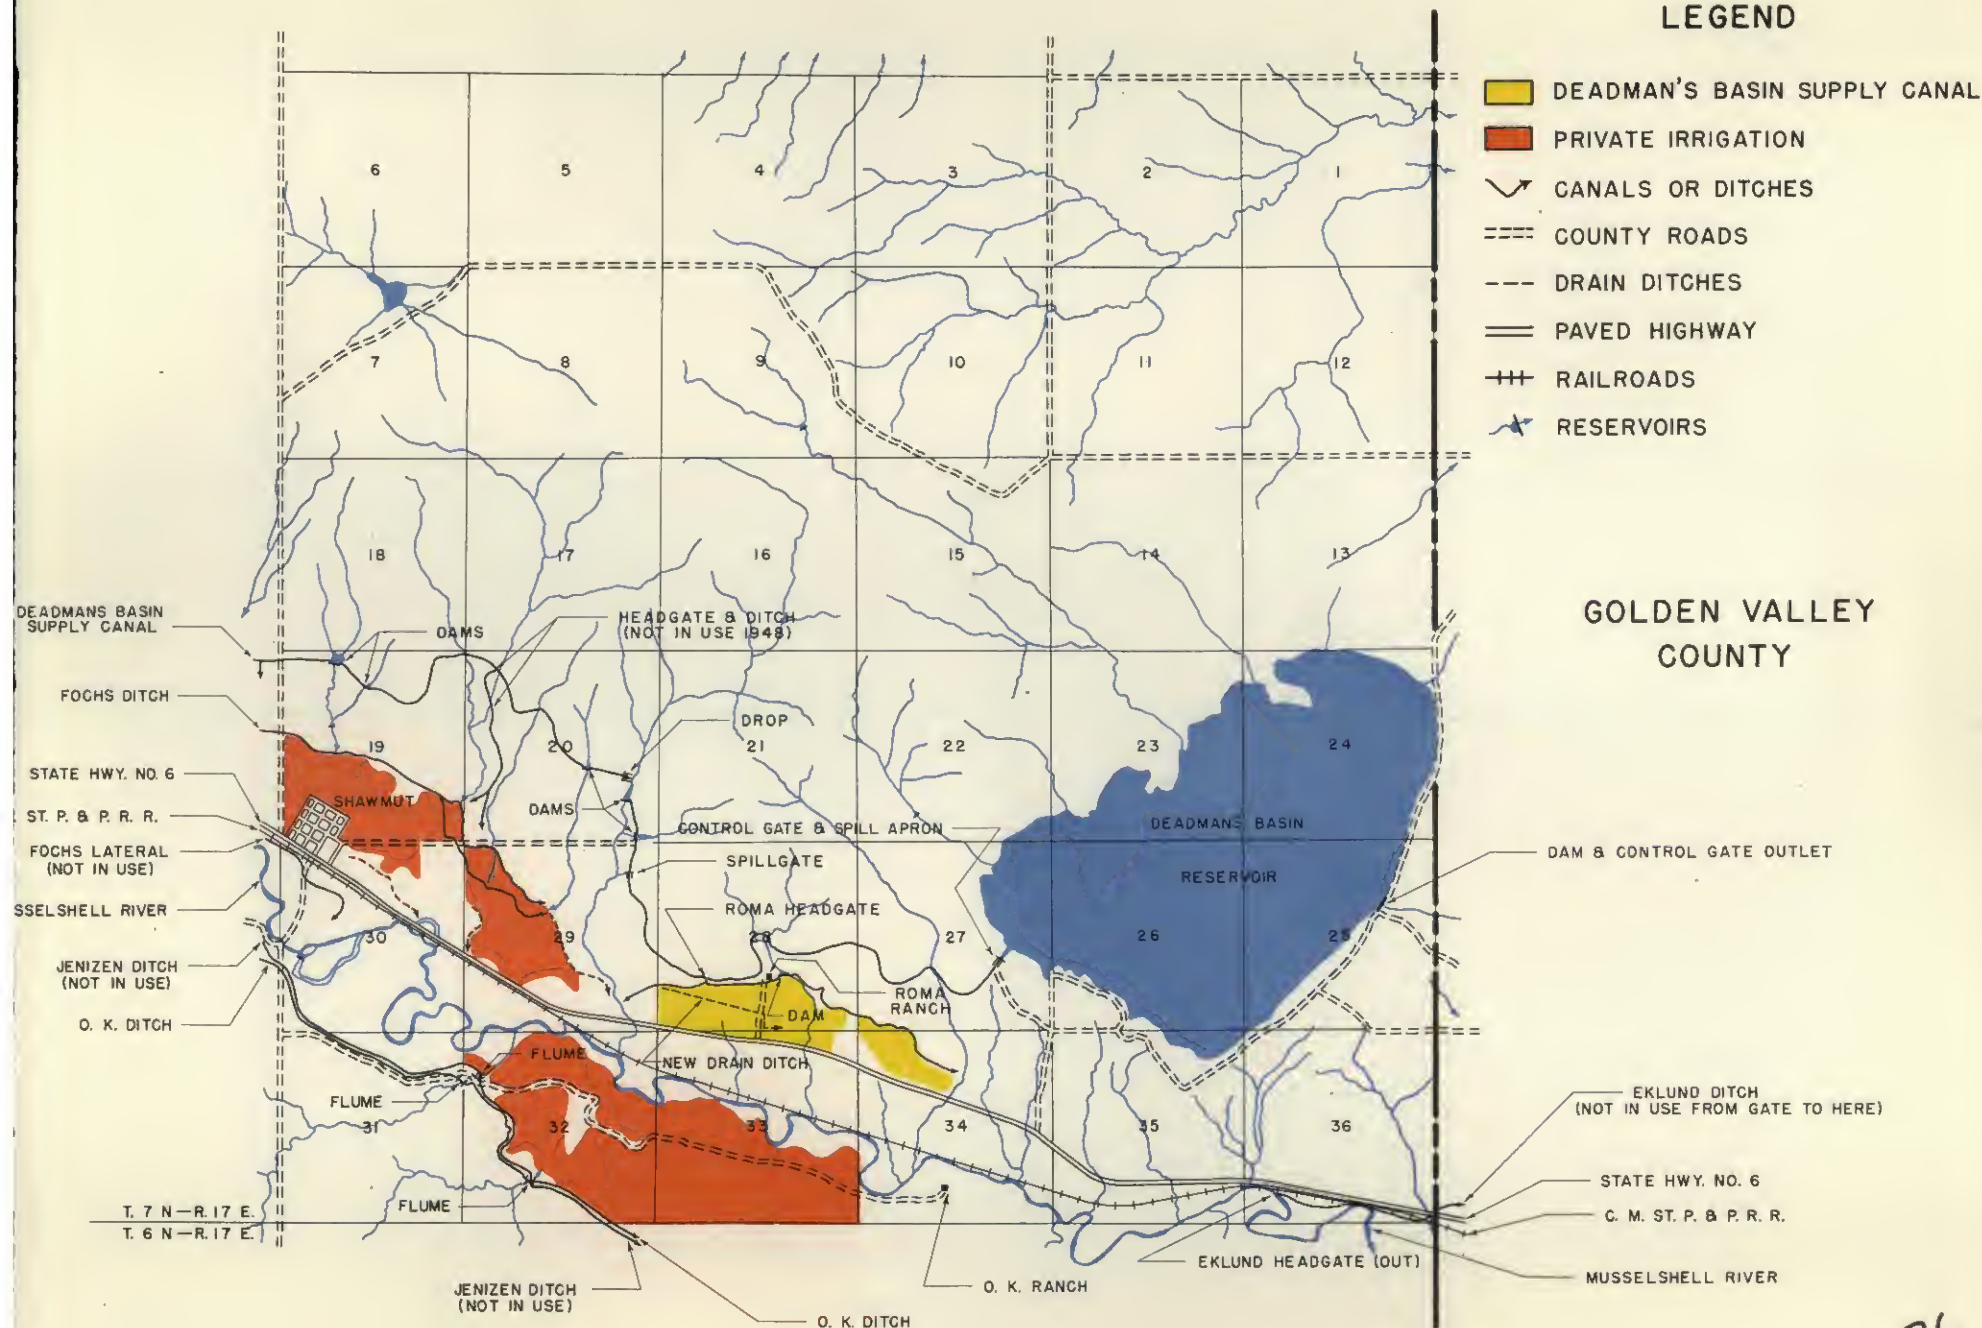 LEGEND
DEADMAN'S BASIN SUPPLY CANAL
PRIVATE IRRIGATION
CANALS OR DITCHES
COUNTY ROADS
DRAIN DITCHES
PAVED HIGHWAY
RAILROADS
RESERVOIRS
6
5
4
3
2
1
7
8
9
10
11
12
18
17
16
15
14
13
GOLDEN VALLEY
COUNTY
DEADMANS BASIN
SUPPLY CANAL
DAMS
HEADGATE & DITCH
(NOT IN USE 1948)
FOCHS DITCH
DROP
19
20
21
22
23
24
STATE HWY. NO. 6
SHAWMUT
DAMS
ST. P. & P. R. R.
CONTROL GATE & SPILL APRON
DEADMANS BASIN
FOCHS LATERAL
(NOT IN USE)
SPILLGATE
DAM & CONTROL GATE OUTLET
RESERVOIR
SSELSHELL RIVER
ROMA HEADGATE
30
29
28
27
26
25
JENIZEN DITCH
(NOT IN USE)
ROMA
RANCH
DAM
O. K. DITCH
FLUME
NEW DRAIN DITCH
FLUME
EKLUND DITCH
(NOT IN USE FROM GATE TO HERE)
31
32
33
34
35
36
STATE HWY. NO. 6
FLUME
T. 7 N-R. 17 E.
T. 6 N-R. 17 E.
C. M. ST. P. & P. R. R.
EKLUND HEADGATE (OUT)
MUSSELSHELL RIVER
JENIZEN DITCH
(NOT IN USE)
O. K. RANCH
O. K. DITCH